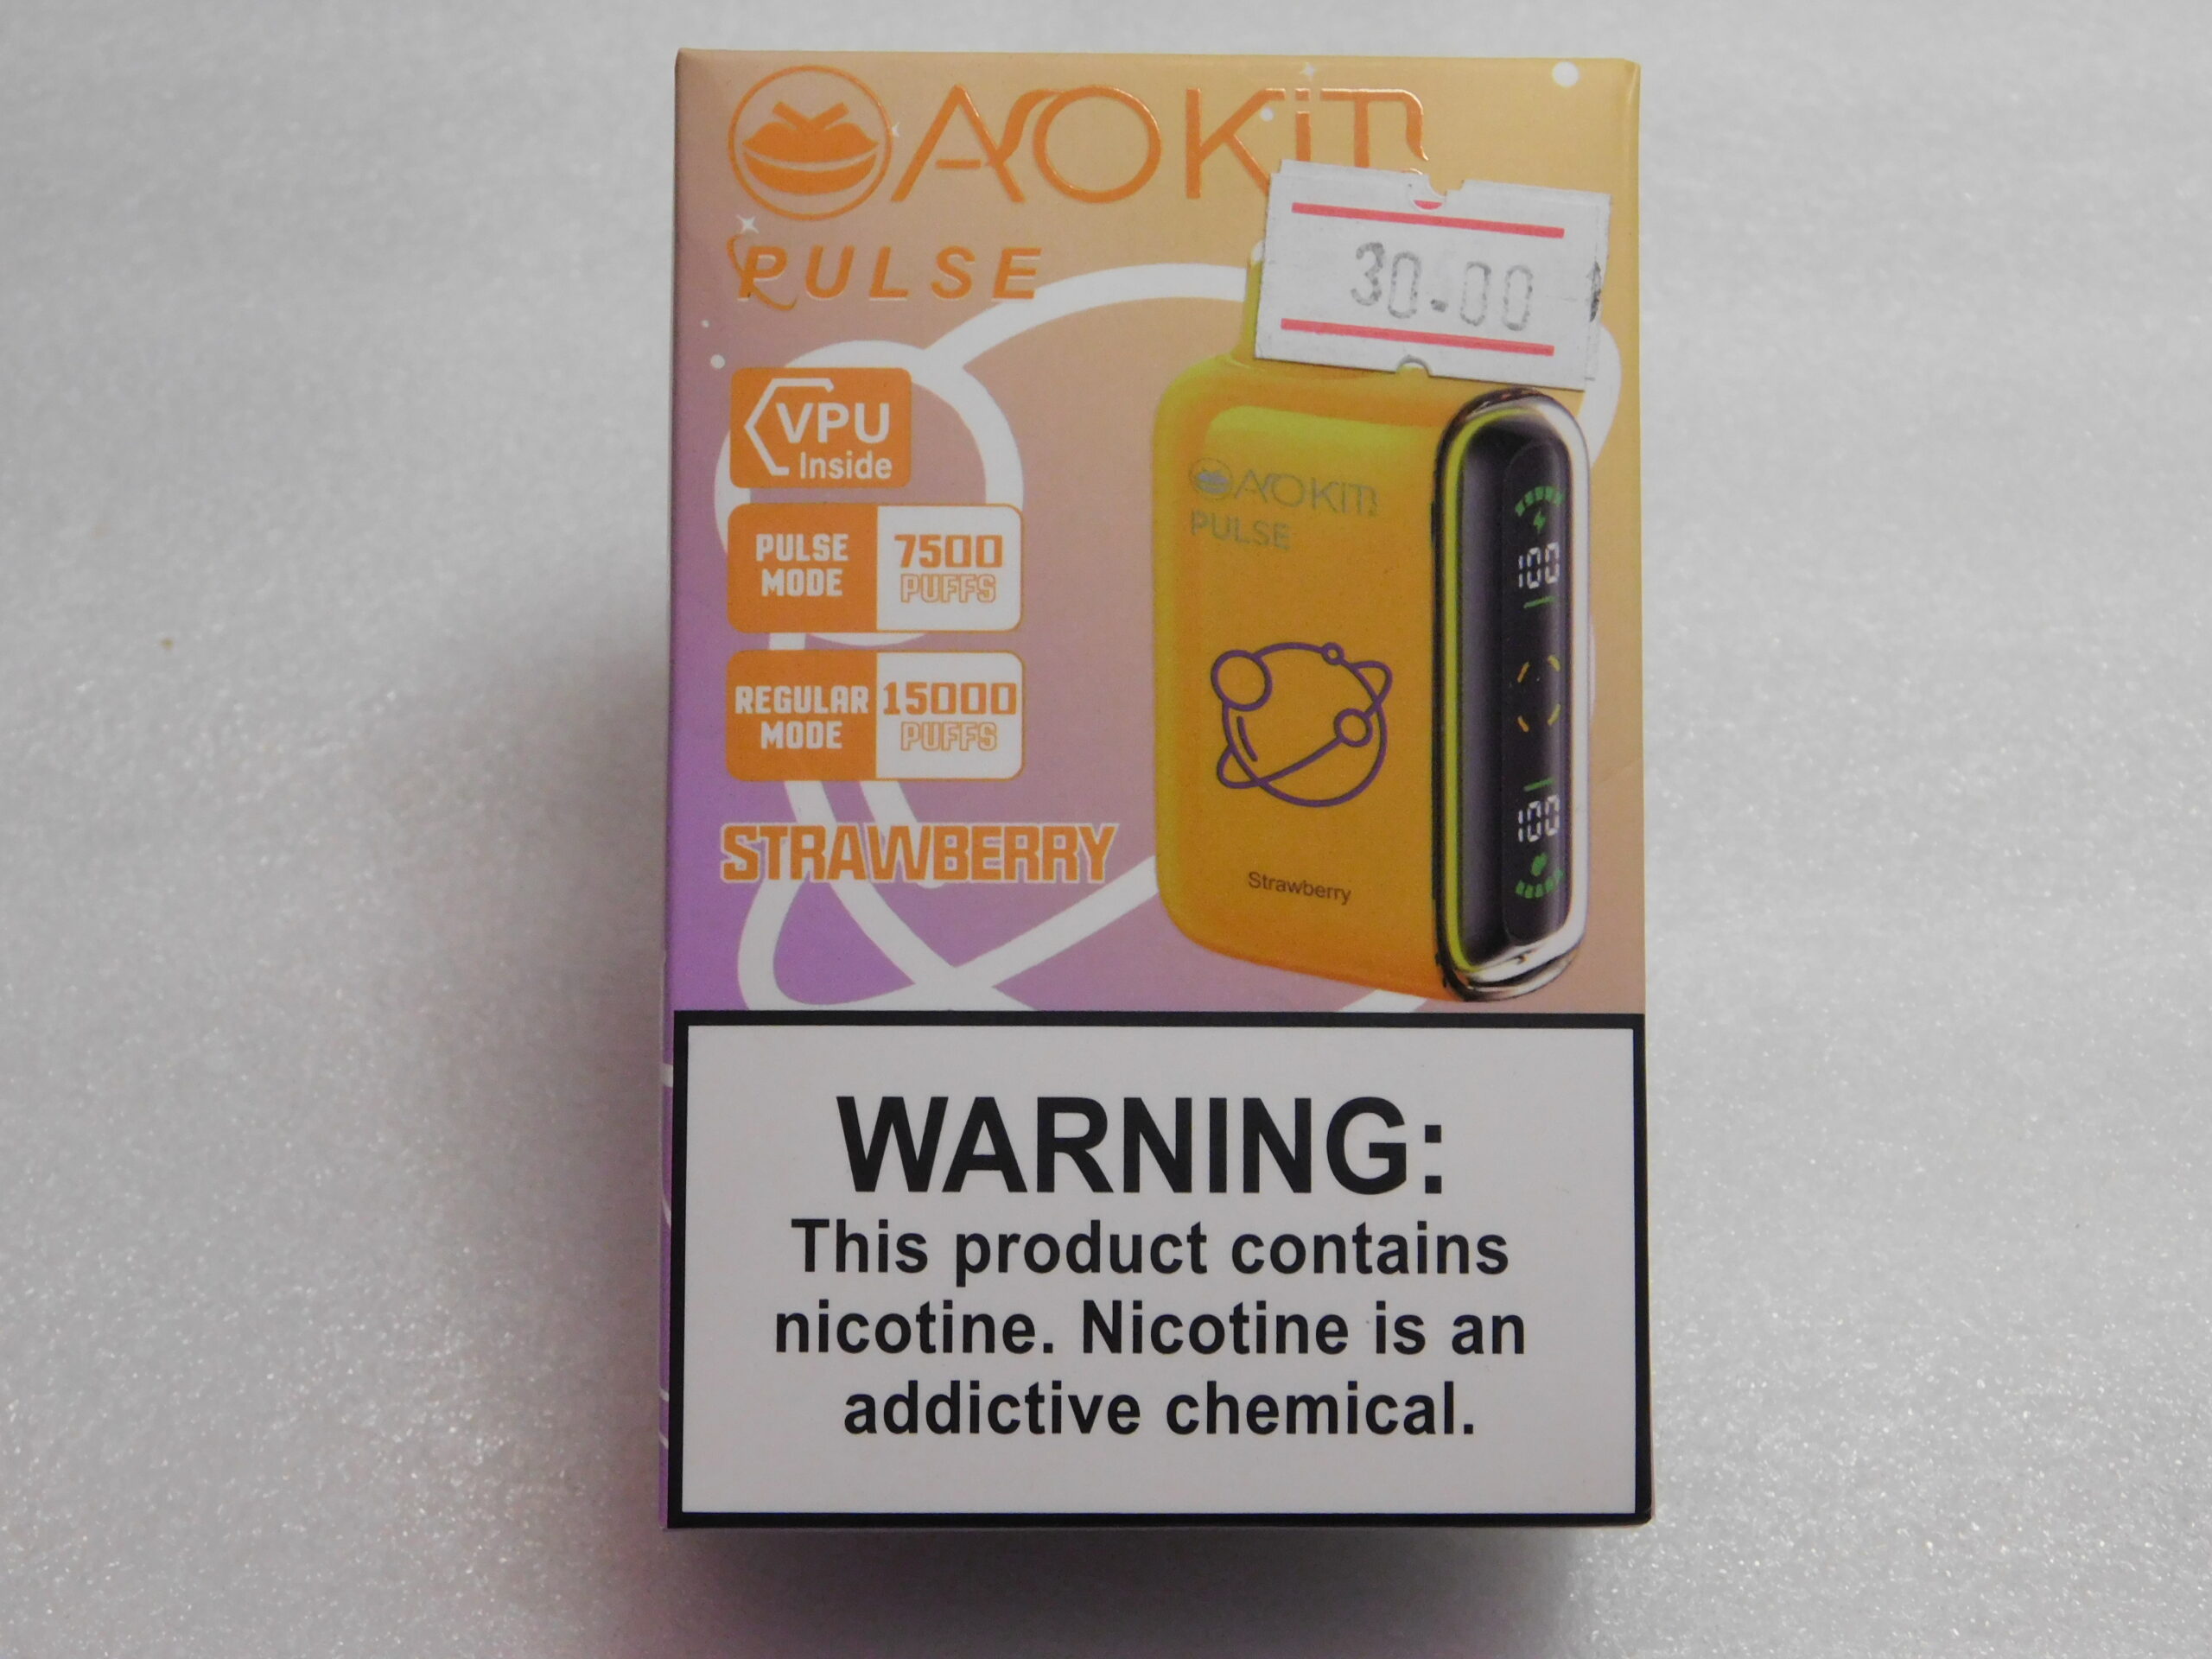 AOKIT
PULSE
30.00
VPU
Inside
PULSE
MODE
7500
PUFFS
REGULAR
MODE
15000
PUFFS
STRAWBERRY
AOKIT
PULSE
100
100
Strawberry
WARNING:
This product contains
nicotine. Nicotine is an
addictive chemical.